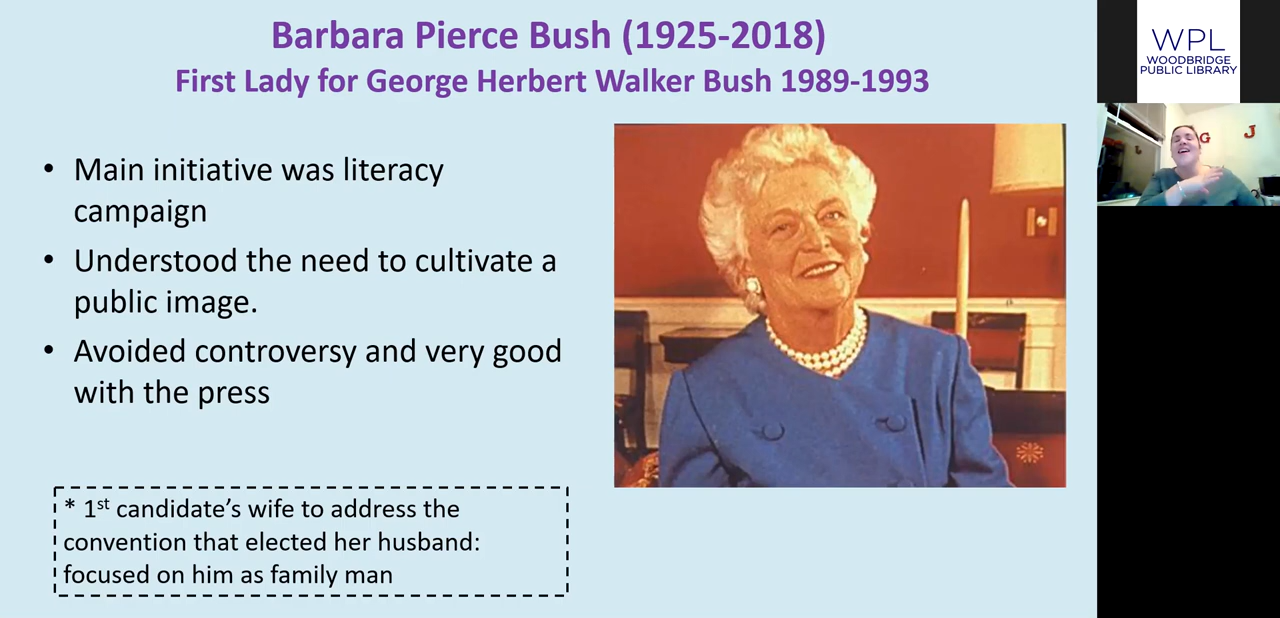 Barbara Pierce Bush (1925-2018)
First Lady for George Herbert Walker Bush 1989-1993
• Main initiative was literacy
campaign
• Understood the need to cultivate a
public image.
• Avoided controversy and very good
with the press
* 1st candidate’s wife to address the
convention that elected her husband:
focused on him as family man
WPL
WOODBRIDGE
PUBLIC LIBRARY
G J